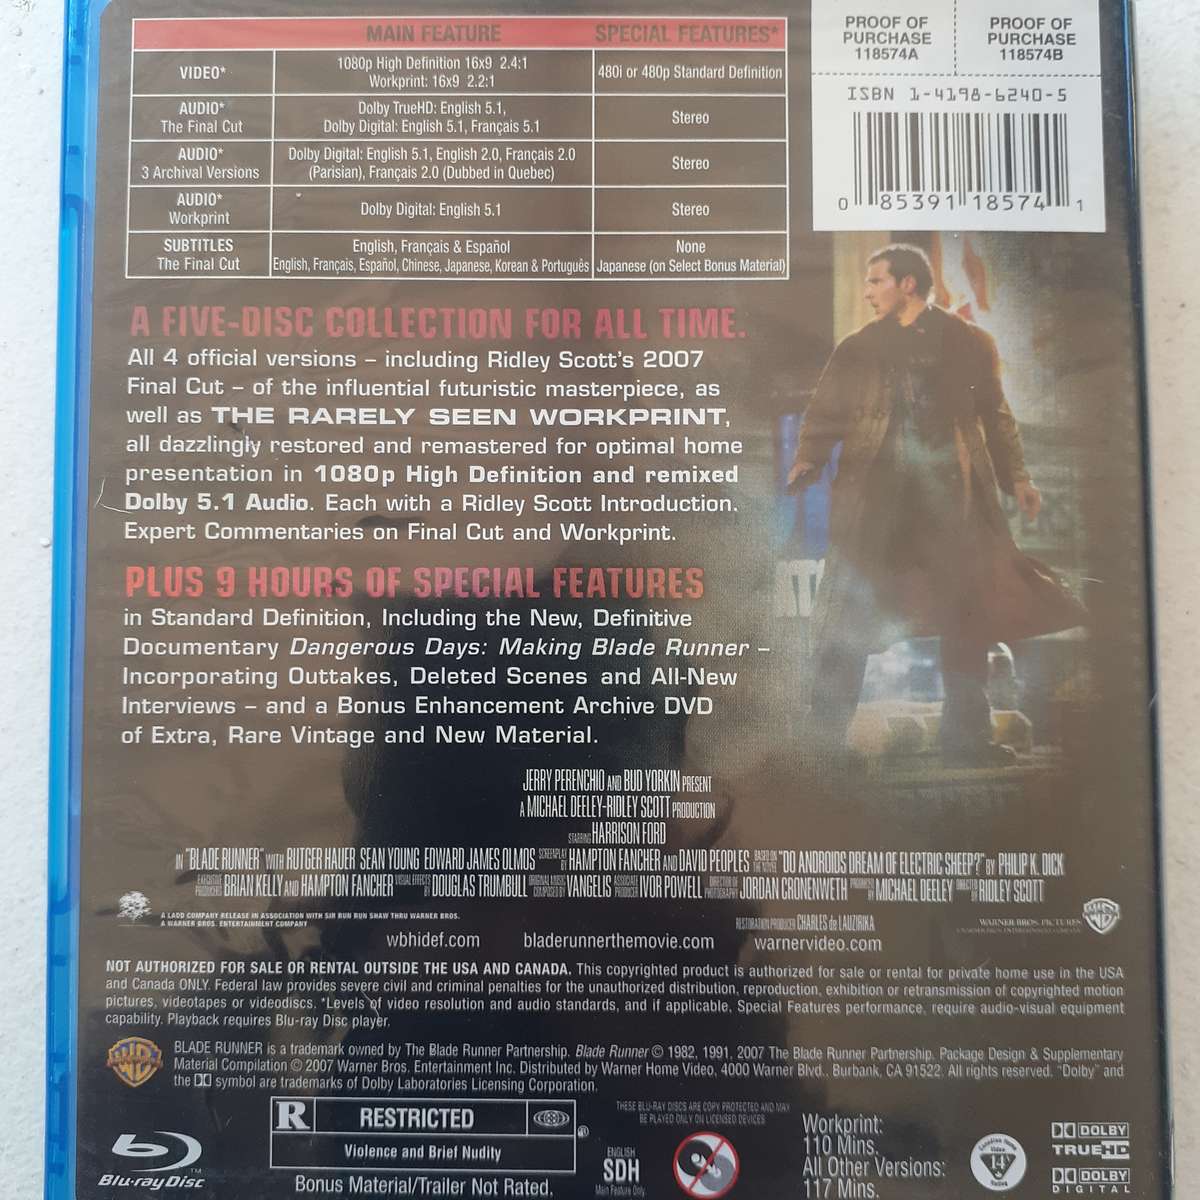 MAIN FEATURE SPECIAL FEATURES*
VIDEO* 1080p High Definition 16x9 2.4:1 480i or 480p Standard Definition
Workprint: 16x9 2.2:1
AUDIO* Dolby TrueHD: English 5.1, Stereo
The Final Cut Dolby Digital: English 5.1, Français 5.1
AUDIO* Dolby Digital: English 5.1, English 2.0, Français 2.0 Stereo
3 Archival Versions (Parisian), Français 2.0 (Dubbed in Quebec)
AUDIO* Dolby Digital: English 5.1 Stereo
Workprint
SUBTITLES English, Français & Español None
The Final Cut English, Français, Español, Chinese, Japanese, Korean & Português Japanese (on Select Bonus Material)
PROOF OF PURCHASE 118574A
PROOF OF PURCHASE 118574B
ISBN 1-4198-6240-5
0 85391 18574 1
A FIVE-DISC COLLECTION FOR ALL TIME.
All 4 official versions – including Ridley Scott's 2007
Final Cut – of the influential futuristic masterpiece, as
well as THE RARELY SEEN WORKPRINT,
all dazzlingly restored and remastered for optimal home
presentation in 1080p High Definition and remixed
Dolby 5.1 Audio. Each with a Ridley Scott Introduction.
Expert Commentaries on Final Cut and Workprint.
PLUS 9 HOURS OF SPECIAL FEATURES
in Standard Definition, Including the New, Definitive
Documentary Dangerous Days: Making Blade Runner –
Incorporating Outtakes, Deleted Scenes and All-New
Interviews – and a Bonus Enhancement Archive DVD
of Extra, Rare Vintage and New Material.
JERRY PERENCHIO AND BUD YORKIN PRESENT
A MICHAEL DEELEY-RIDLEY SCOTT PRODUCTION
STARRING HARRISON FORD
IN "BLADE RUNNER" WITH RUTGER HAUER SEAN YOUNG EDWARD JAMES OLMOS SCREENPLAY BY HAMPTON FANCHER AND DAVID PEOPLES BASED ON THE NOVEL "DO ANDROIDS DREAM OF ELECTRIC SHEEP?" BY PHILIP K. DICK
EXECUTIVE PRODUCERS BRIAN KELLY AND HAMPTON FANCHER VISUAL EFFECTS BY DOUGLAS TRUMBULL ORIGINAL MUSIC COMPOSED BY VANGELIS ASSOCIATE PRODUCER IVOR POWELL DIRECTOR OF PHOTOGRAPHY JORDAN CRONENWETH PRODUCED BY MICHAEL DEELEY DIRECTED BY RIDLEY SCOTT
A LADD COMPANY RELEASE IN ASSOCIATION WITH SIR RUN RUN SHAW THRU WARNER BROS.
A WARNER BROS. ENTERTAINMENT COMPANY
RESTORATION PRODUCER CHARLES de LAUZIRIKA
WARNER BROS. PICTURES
wbhidef.com bladerunnerthemovie.com warnervideo.com
NOT AUTHORIZED FOR SALE OR RENTAL OUTSIDE THE USA AND CANADA. This copyrighted product is authorized for sale or rental for private home use in the USA
and Canada ONLY. Federal law provides severe civil and criminal penalties for the unauthorized distribution, reproduction, exhibition or retransmission of copyrighted motion
pictures, videotapes or videodiscs. *Levels of video resolution and audio standards, and if applicable, Special Features performance, require audio-visual equipment
capability. Playback requires Blu-ray Disc player.
BLADE RUNNER is a trademark owned by The Blade Runner Partnership. Blade Runner © 1982, 1991, 2007 The Blade Runner Partnership. Package Design & Supplementary
Material Compilation © 2007 Warner Bros. Entertainment Inc. Distributed by Warner Home Video, 4000 Warner Blvd., Burbank, CA 91522. All rights reserved. "Dolby" and
the DD symbol are trademarks of Dolby Laboratories Licensing Corporation.
Blu-ray Disc ™
R RESTRICTED ®
Violence and Brief Nudity
Bonus Material/Trailer Not Rated.
THESE BLU-RAY DISCS ARE COPY PROTECTED AND MAY
BE PLAYED ONLY ON LICENSED DEVICES
ENGLISH
SDH
Main Feature Only
Workprint:
110 Mins.
All Other Versions:
117 Mins.
Canadian Home Video
14
Rating
DOLBY
TRUEHD
DOLBY
DIGITAL